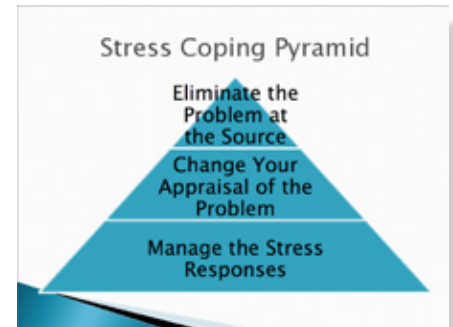 Stress Coping Pyramid
Eliminate the
Problem at
the Source
Change Your
Appraisal of the
Problem
Manage the Stress
Responses